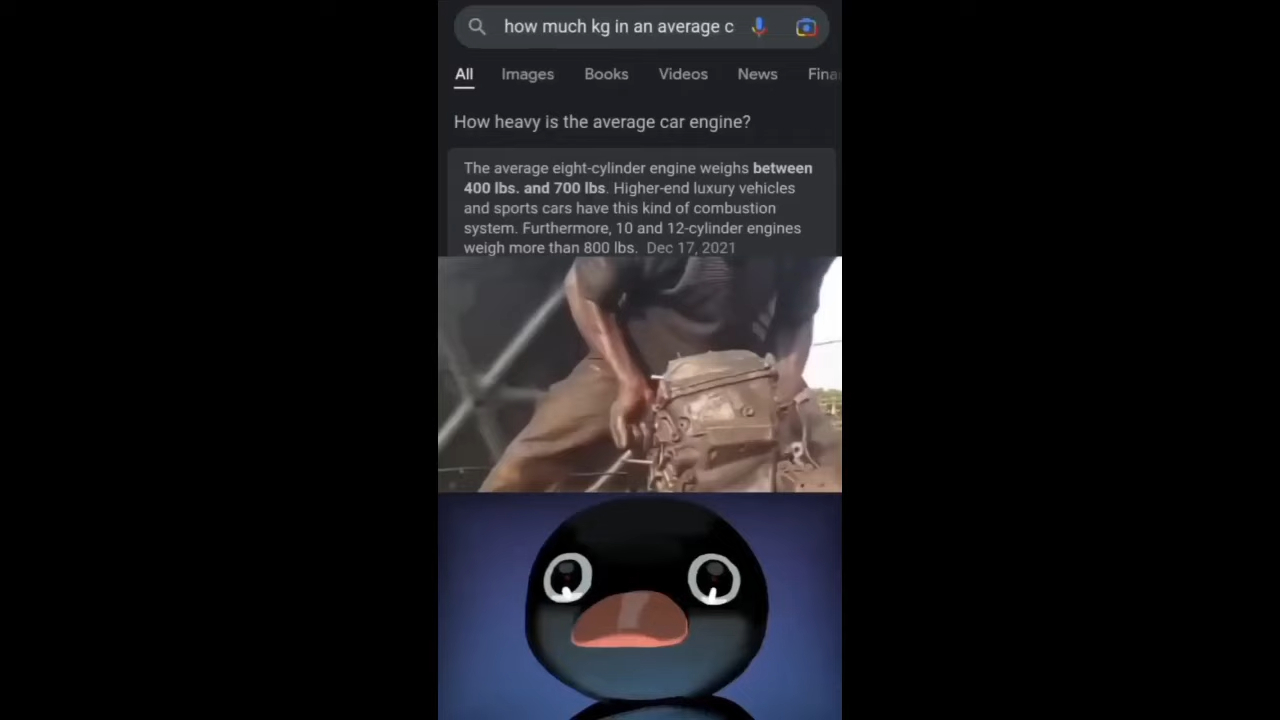 how much kg in an average c
All Images Books Videos News Fina
How heavy is the average car engine?
The average eight-cylinder engine weighs between
400 lbs. and 700 lbs. Higher-end luxury vehicles
and sports cars have this kind of combustion
system. Furthermore, 10 and 12-cylinder engines
weigh more than 800 lbs. Dec 17, 2021